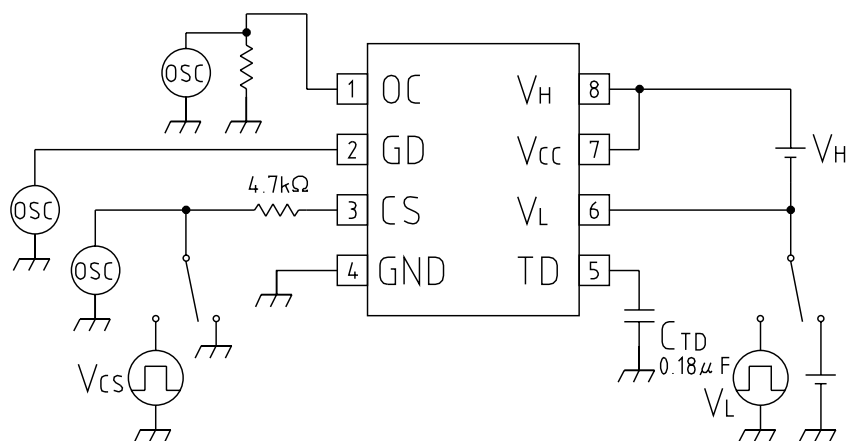 OSC
1 OC VH 8
2 GD VCC 7
VH
4.7kΩ
OSC
3 CS VL 6
OSC
4 GND TD 5
CTD
0.18μF
VCS
VL